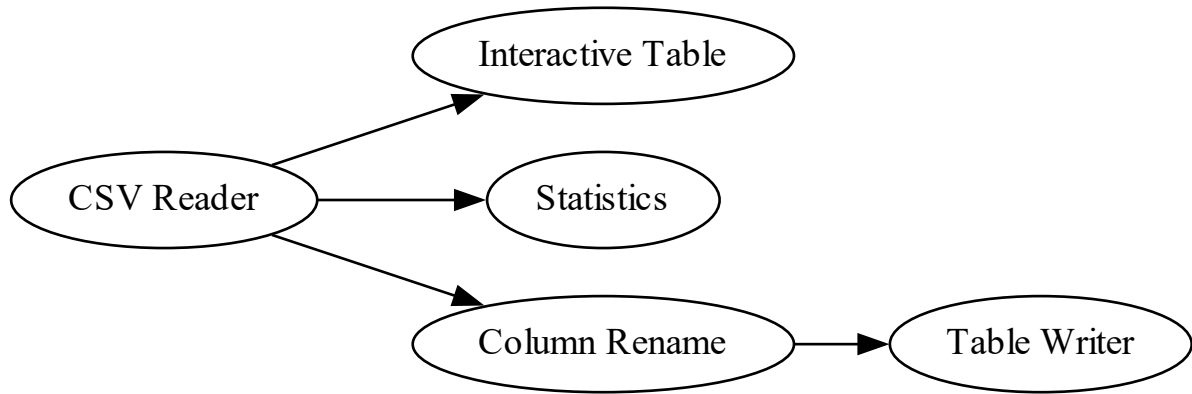 Interactive Table
CSV Reader
Statistics
Column Rename
Table Writer